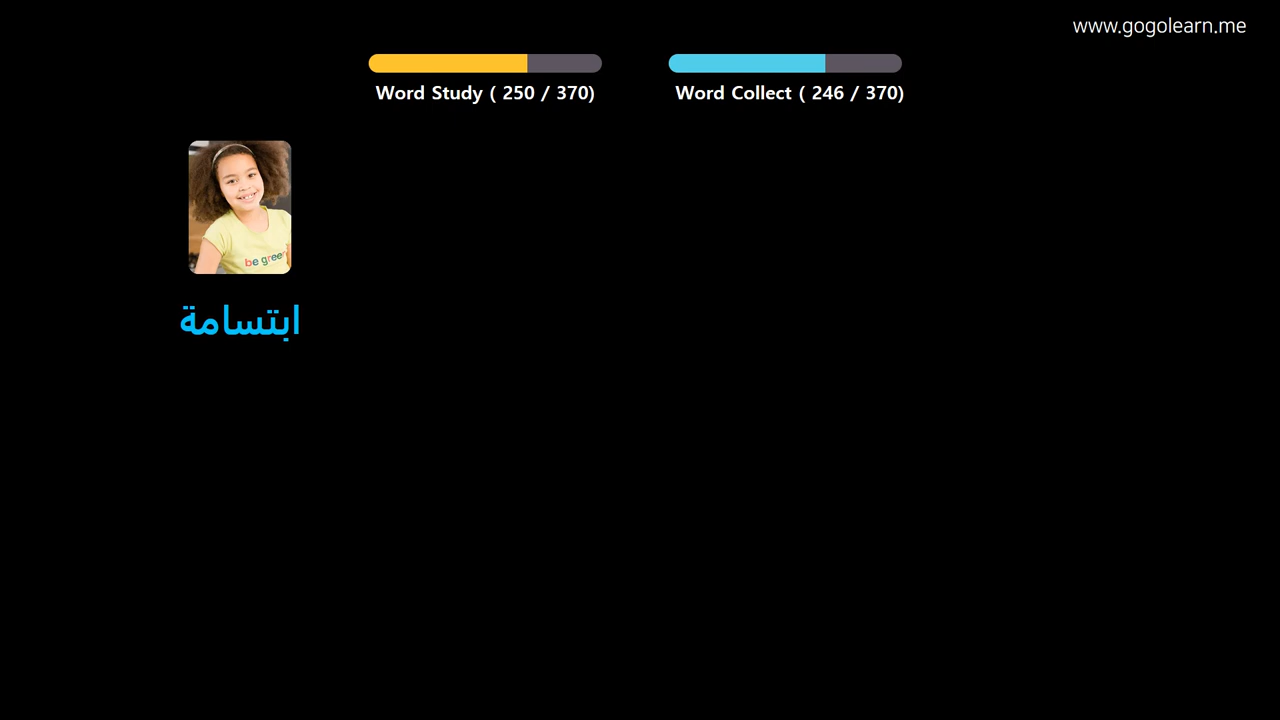 www.gogolearn.me
Word Study ( 250 / 370)
Word Collect ( 246 / 370)
be green
ابتسامة